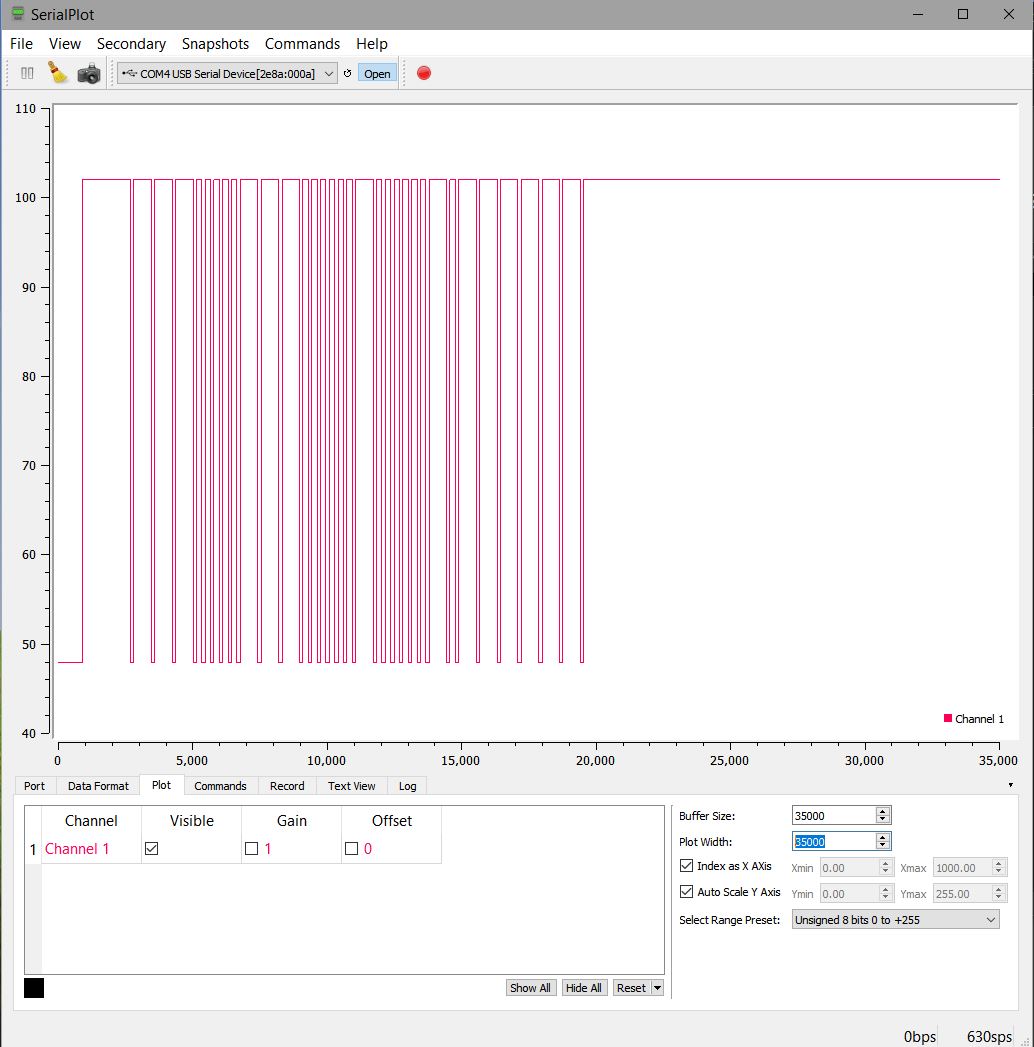 SerialPlot
File View Secondary Snapshots Commands Help
COM4 USB Serial Device[2e8a:000a] Open
110
100
90
80
70
60
50
40
Channel 1
0 5,000 10,000 15,000 20,000 25,000 30,000 35,000
Port Data Format Plot Commands Record Text View Log
Channel Visible Gain Offset
1 Channel 1 1 0
Show All Hide All Reset
Buffer Size: 35000
Plot Width: 35000
Index as X AXis Xmin 0.00 Xmax 1000.00
Auto Scale Y Axis Ymin 0.00 Ymax 255.00
Select Range Preset: Unsigned 8 bits 0 to +255
0bps 630sps